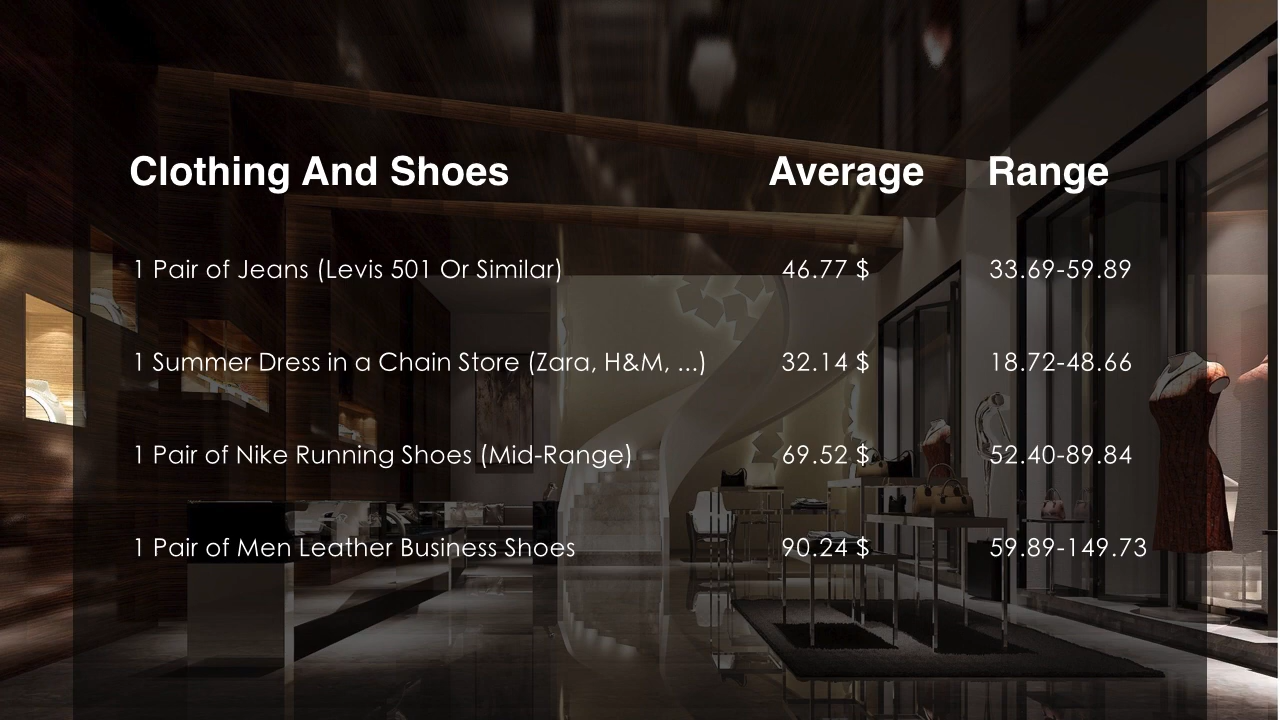 Clothing And Shoes Average Range
1 Pair of Jeans (Levis 501 Or Similar) 46.77 $ 33.69-59.89
1 Summer Dress in a Chain Store (Zara, H&M, ...) 32.14 $ 18.72-48.66
1 Pair of Nike Running Shoes (Mid-Range) 69.52 $ 52.40-89.84
1 Pair of Men Leather Business Shoes 90.24 $ 59.89-149.73